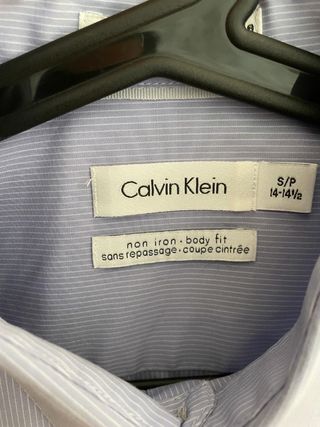 Calvin Klein
S/P
14-14½
non iron · body fit
sans repassage · coupe cintrée